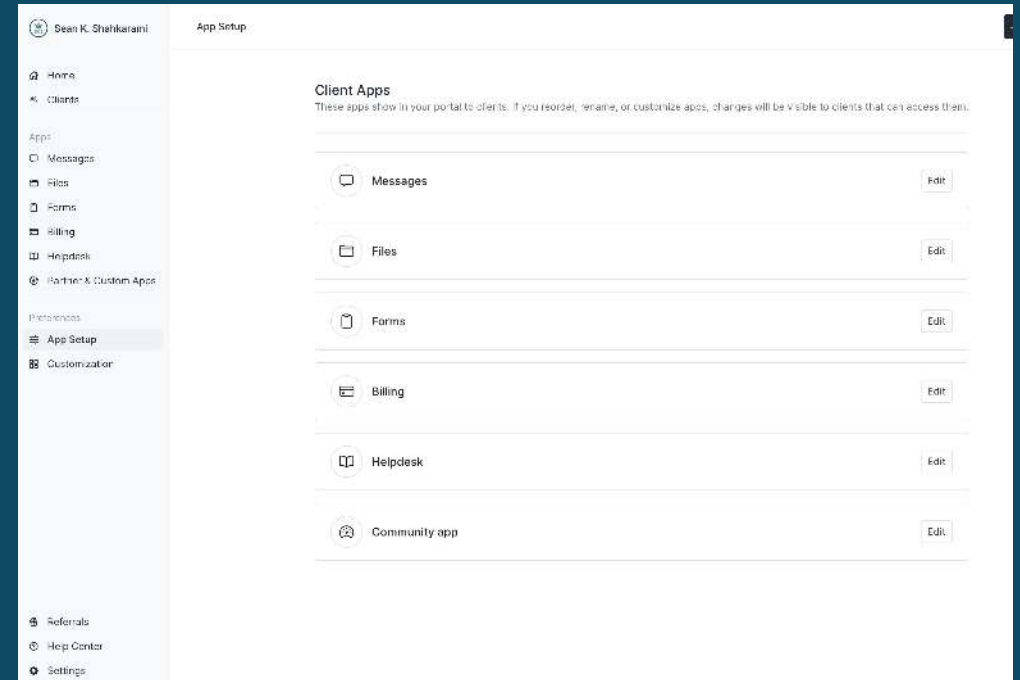 Sean K. Shahkarami
App Setup
Home
Clients
Apps
Messages
Files
Forms
Billing
Helpdesk
Partner & Custom Apps
Preferences
App Setup
Customization
Referrals
Help Center
Settings
Client Apps
These apps show in your portal to clients. If you reorder, rename, or customize apps, changes will be visible to clients that can access them.
Messages
Edit
Files
Edit
Forms
Edit
Billing
Edit
Helpdesk
Edit
Community app
Edit